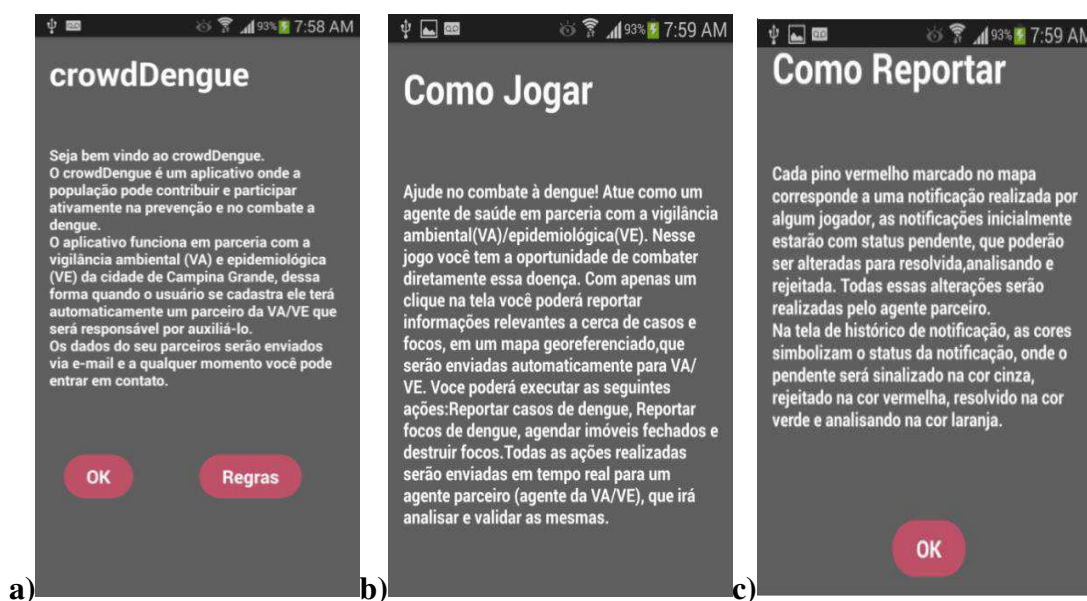 93% 7:58 AM
crowdDengue
Seja bem vindo ao crowdDengue.
O crowdDengue é um aplicativo onde a
população pode contribuir e participar
ativamente na prevenção e no combate a
dengue.
O aplicativo funciona em parceria com a
vigilância ambiental (VA) e epidemiológica
(VE) da cidade de Campina Grande, dessa
forma quando o usuário se cadastra ele terá
automaticamente um parceiro da VA/VE que
será responsável por auxiliá-lo.
Os dados do seu parceiros serão enviados
via e-mail e a qualquer momento você pode
entrar em contato.
OK
Regras
a)
93% 7:59 AM
Como Jogar
Ajude no combate à dengue! Atue como um
agente de saúde em parceria com a vigilância
ambiental(VA)/epidemiológica(VE). Nesse
jogo você tem a oportunidade de combater
diretamente essa doença. Com apenas um
clique na tela você poderá reportar
informações relevantes a cerca de casos e
focos, em um mapa georeferenciado,que
serão enviadas automaticamente para VA/
VE. Voce poderá executar as seguintes
ações:Reportar casos de dengue, Reportar
focos de dengue, agendar imóveis fechados e
destruir focos.Todas as ações realizadas
serão enviadas em tempo real para um
agente parceiro (agente da VA/VE), que irá
analisar e validar as mesmas.
b)
93% 7:59 AM
Como Reportar
Cada pino vermelho marcado no mapa
corresponde a uma notificação realizada por
algum jogador, as notificações inicialmente
estarão com status pendente, que poderão
ser alteradas para resolvida,analisando e
rejeitada. Todas essas alterações serão
realizadas pelo agente parceiro.
Na tela de histórico de notificação, as cores
simbolizam o status da notificação, onde o
pendente será sinalizado na cor cinza,
rejeitado na cor vermelha, resolvido na cor
verde e analisando na cor laranja.
OK
c)